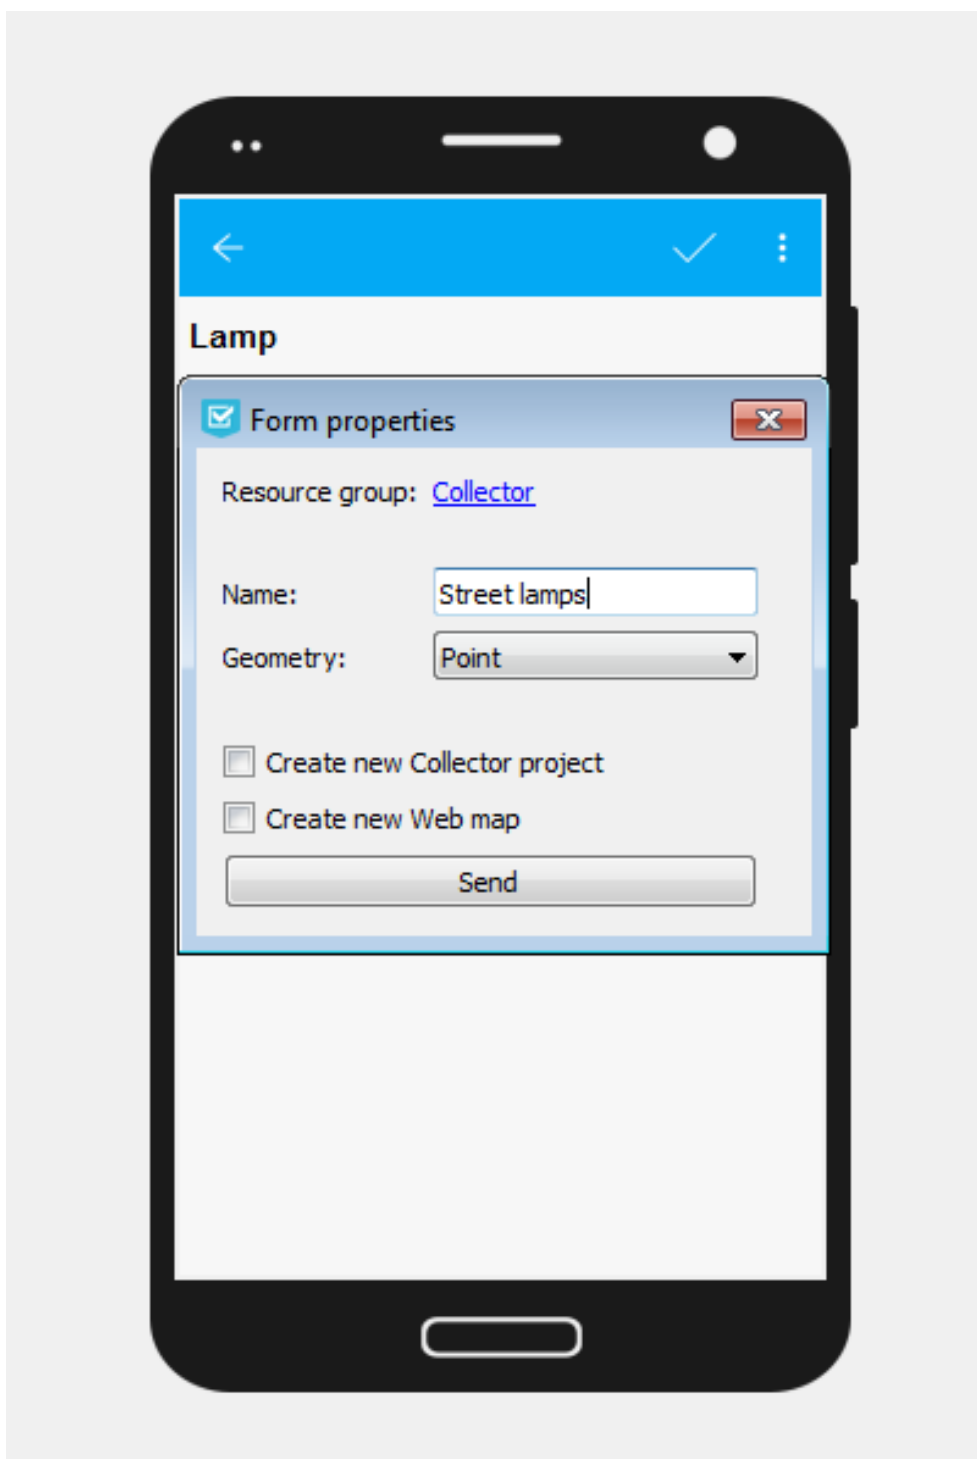 Lamp
Form properties
Resource group: Collector
Name: Street lamps
Geometry: Point
Create new Collector project
Create new Web map
Send